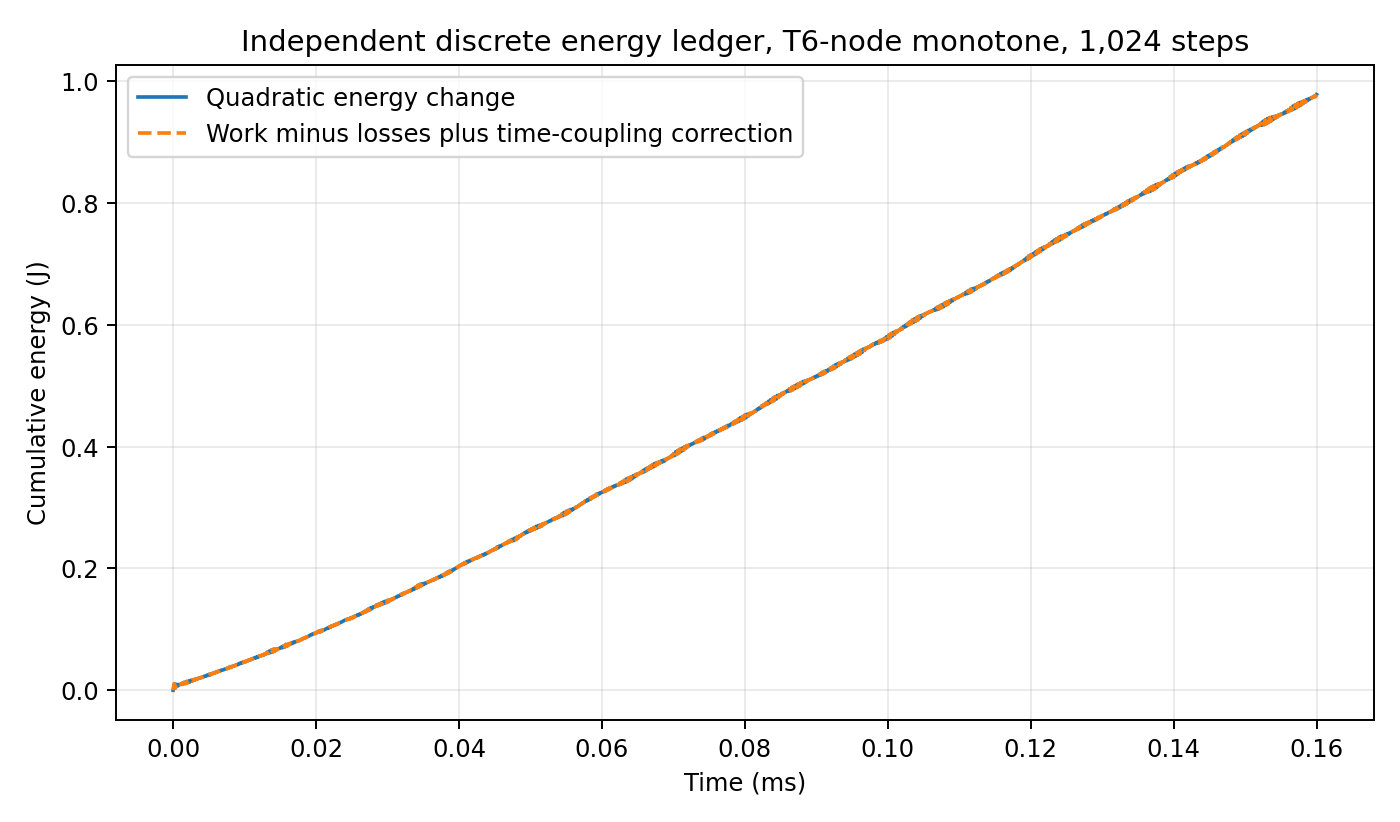 Independent discrete energy ledger, T6-node monotone, 1,024 steps
Quadratic energy change
Work minus losses plus time-coupling correction
Cumulative energy (J)
1.0
0.8
0.6
0.4
0.2
0.0
0.00 0.02 0.04 0.06 0.08 0.10 0.12 0.14 0.16
Time (ms)